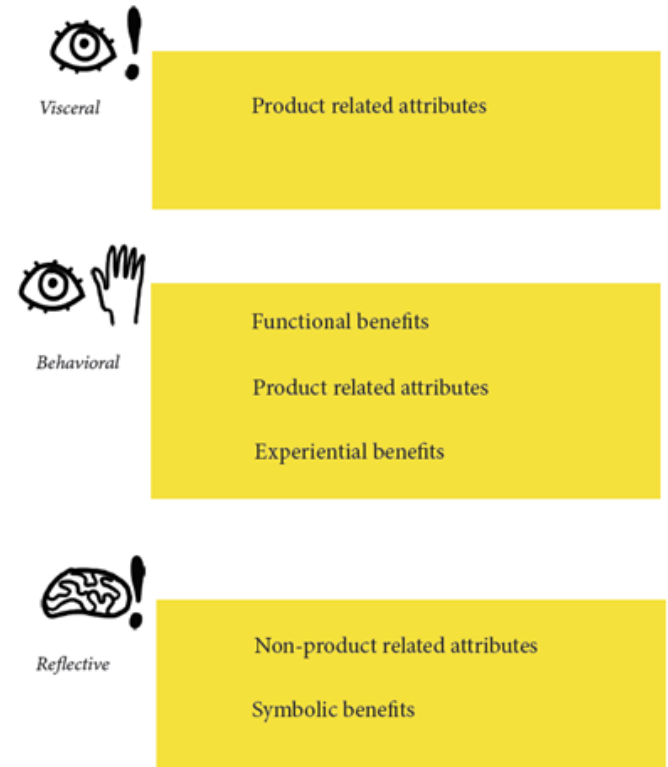 Visceral
Product related attributes
Behavioral
Functional benefits
Product related attributes
Experiential benefits
Reflective
Non-product related attributes
Symbolic benefits